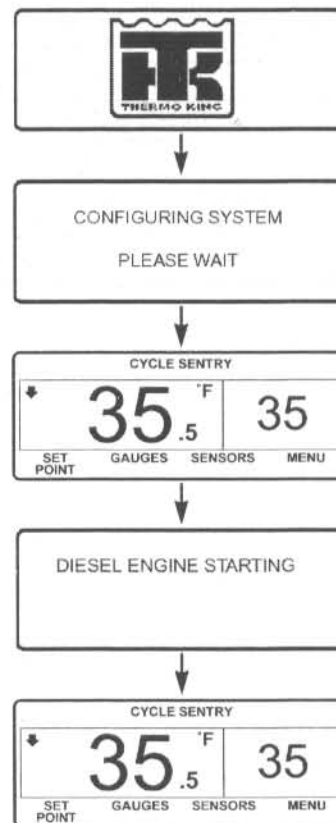 THERMO KING
CONFIGURING SYSTEM
PLEASE WAIT
CYCLE SENTRY
35.5 °F 35
SET POINT GAUGES SENSORS MENU
DIESEL ENGINE STARTING
CYCLE SENTRY
35.5 °F 35
SET POINT GAUGES SENSORS MENU